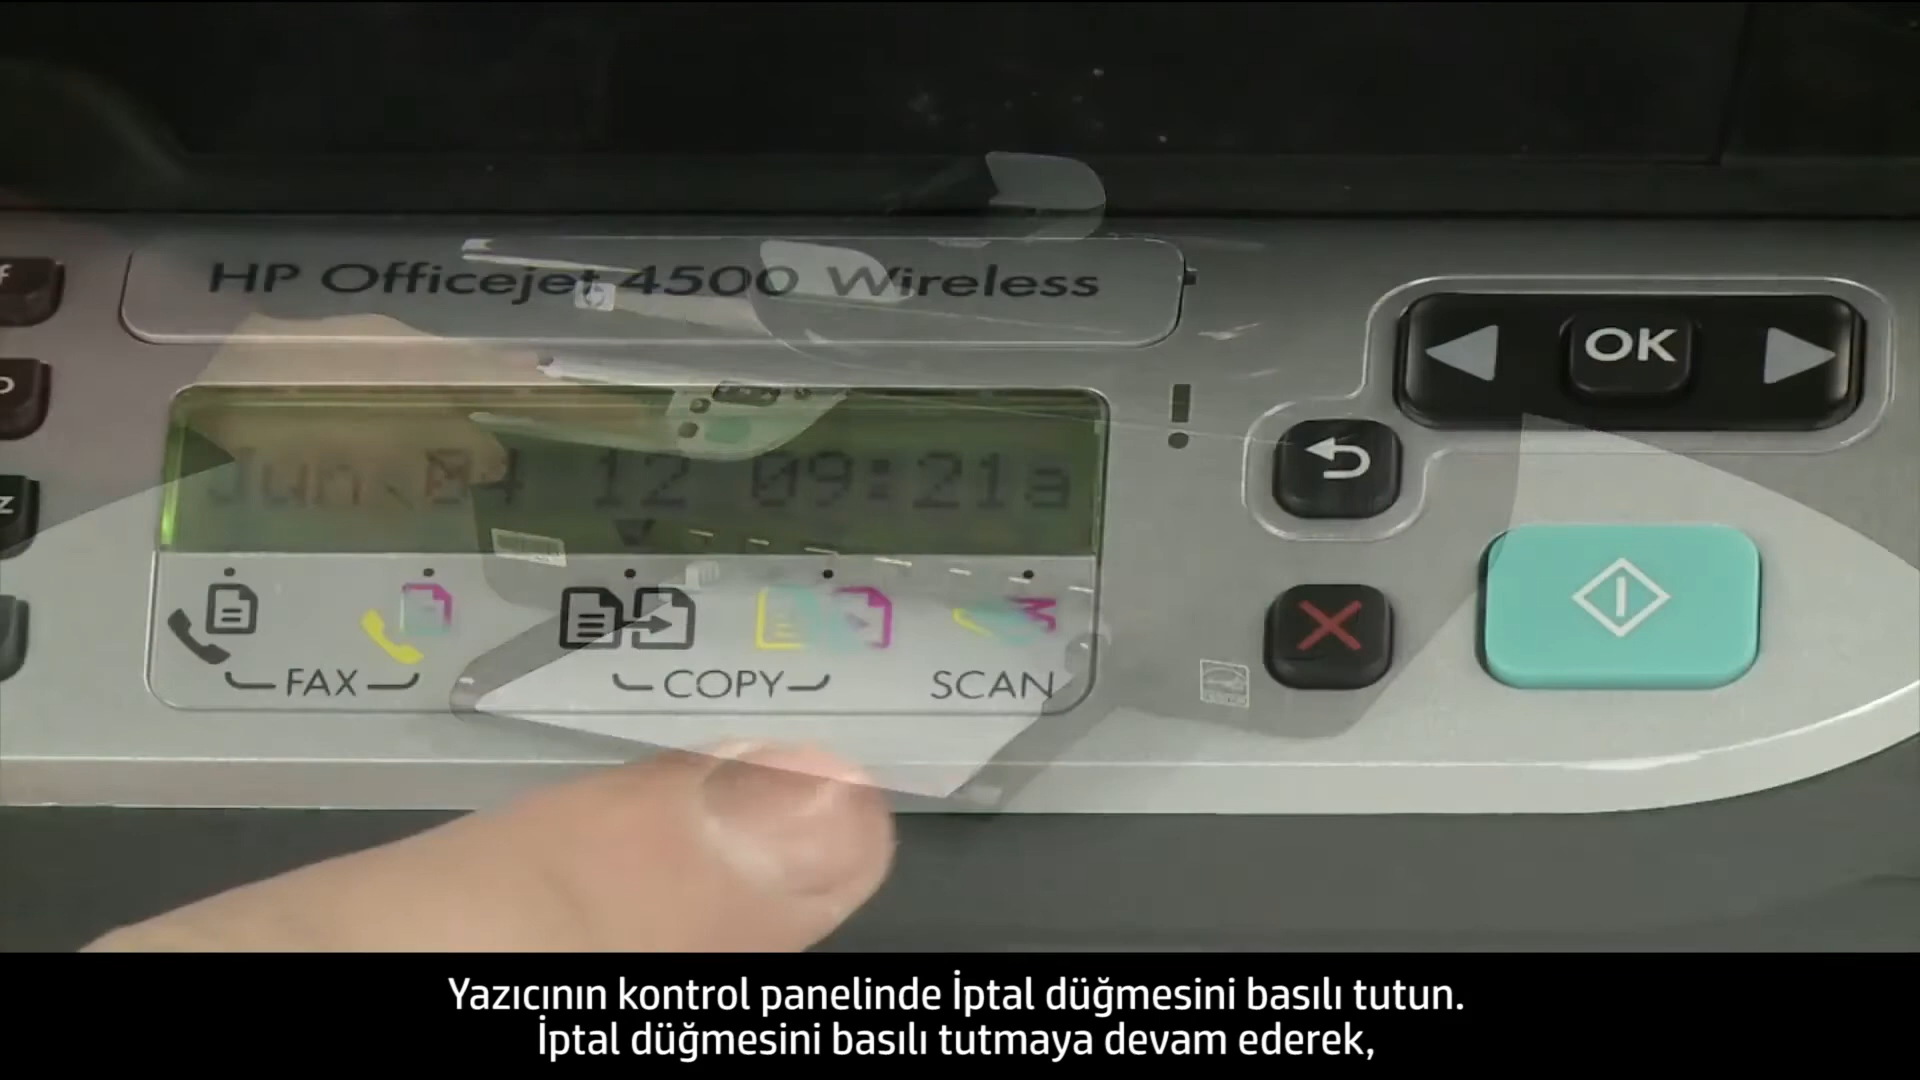 HP Officejet 4500 Wireless
OK
Jun 04 12 09:21a
FAX
COPY
SCAN
Yazıcının kontrol panelinde İptal düğmesini basılı tutun.
İptal düğmesini basılı tutmaya devam ederek,